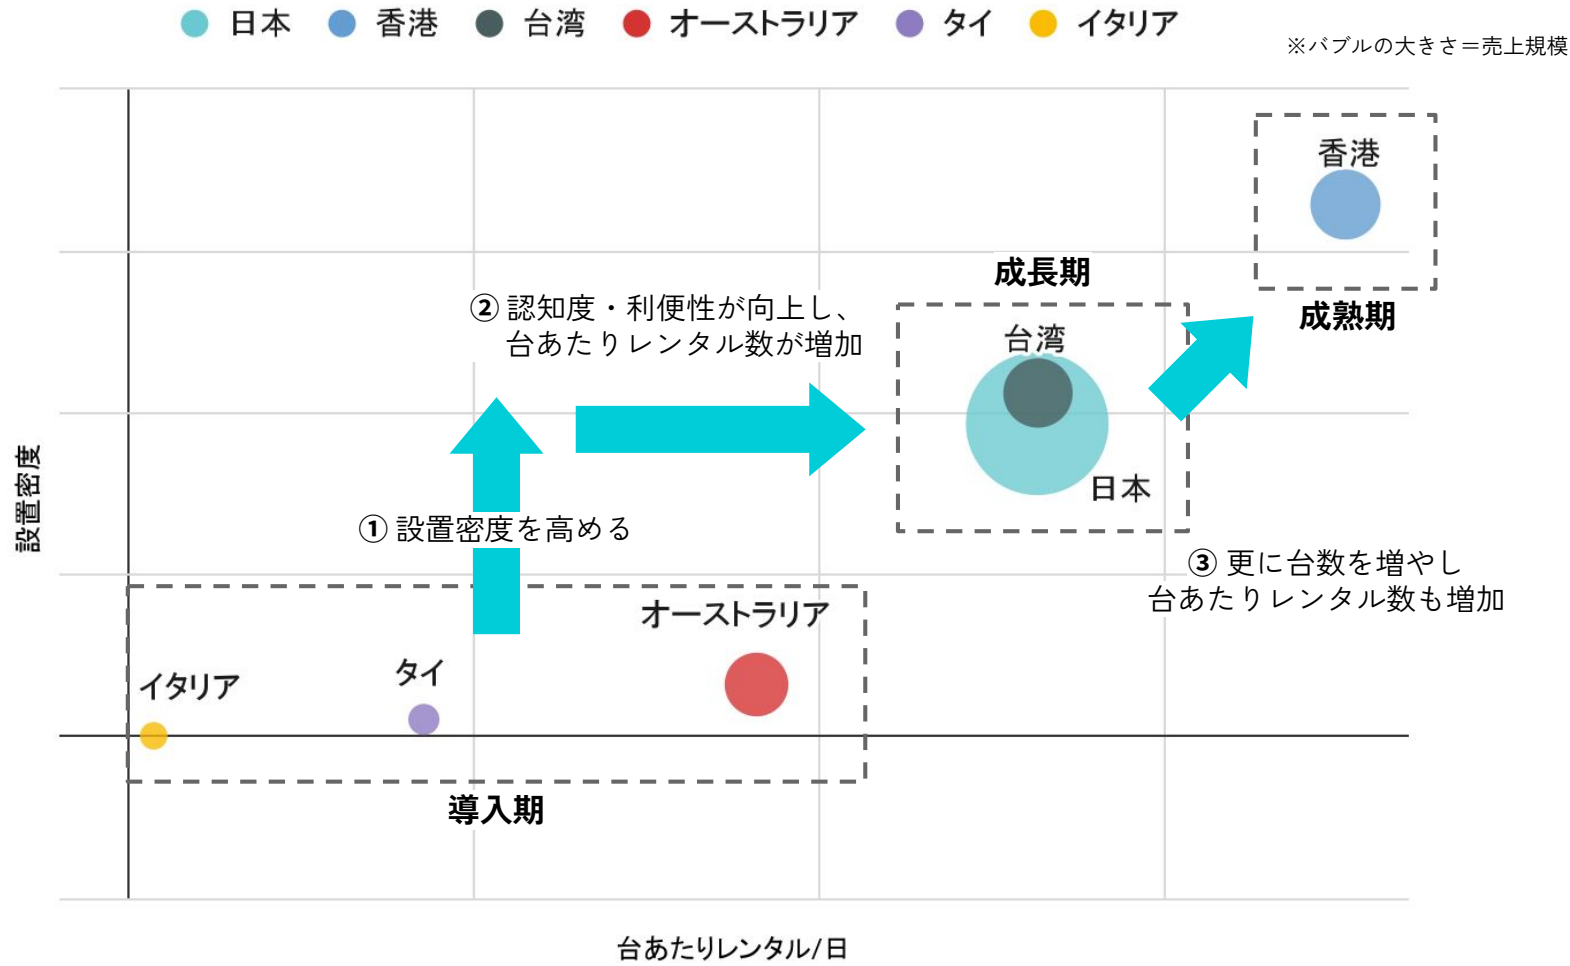 日本 香港 台湾 オーストラリア タイ イタリア
※バブルの大きさ＝売上規模
香港
成熟期
成長期
台湾
日本
② 認知度・利便性が向上し、
台あたりレンタル数が増加
① 設置密度を高める
③ 更に台数を増やし
台あたりレンタル数も増加
オーストラリア
タイ
イタリア
導入期
設置密度
台あたりレンタル/日